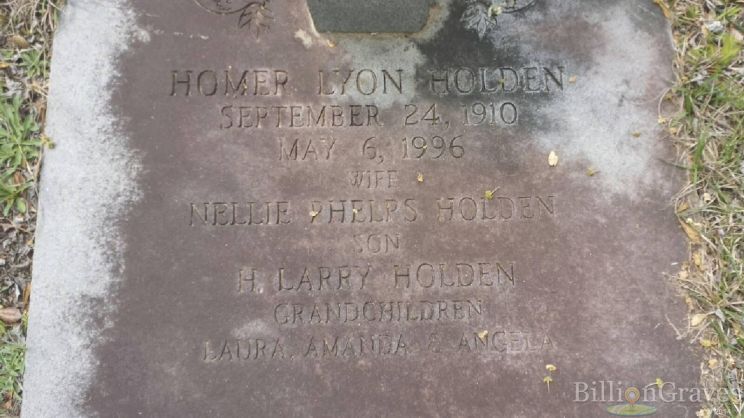 HOMER LYON HOLDEN
SEPTEMBER 24, 1910
MAY 6, 1996
WIFE
NELLIE PHELPS HOLDEN
SON
H. LARRY HOLDEN
GRANDCHILDREN
LAURA, AMANDA & ANGELA
BillionGraves